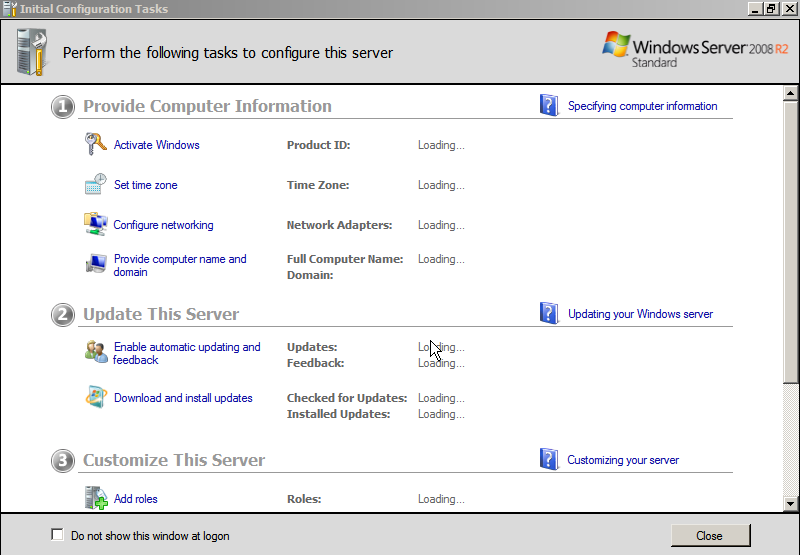 Initial Configuration Tasks
Perform the following tasks to configure this server
Windows Server 2008 R2
Standard
1 Provide Computer Information
Specifying computer information
Activate Windows Product ID: Loading...
Set time zone Time Zone: Loading...
Configure networking Network Adapters: Loading...
Provide computer name and Full Computer Name: Loading...
domain Domain:
2 Update This Server
Updating your Windows server
Enable automatic updating and Updates: Loading...
feedback Feedback: Loading...
Download and install updates Checked for Updates: Loading...
Installed Updates: Loading...
3 Customize This Server
Customizing your server
Add roles Roles: Loading...
Do not show this window at logon
Close